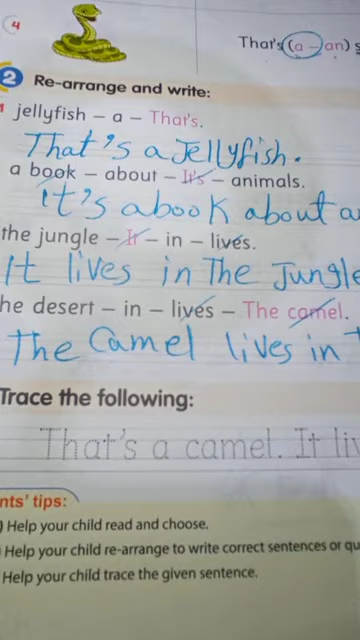 4
That's (a – an)
2 Re-arrange and write:
1 jellyfish – a – That's.
That's a Jellyfish.
a book – about – It's – animals.
it's a book about a
the jungle – It – in – lives.
It lives in The Jungle
he desert – in – lives – The camel.
The Camel lives in
Trace the following:
That's a camel. It liv
nts' tips:
) Help your child read and choose.
Help your child re-arrange to write correct sentences or qu
Help your child trace the given sentence.